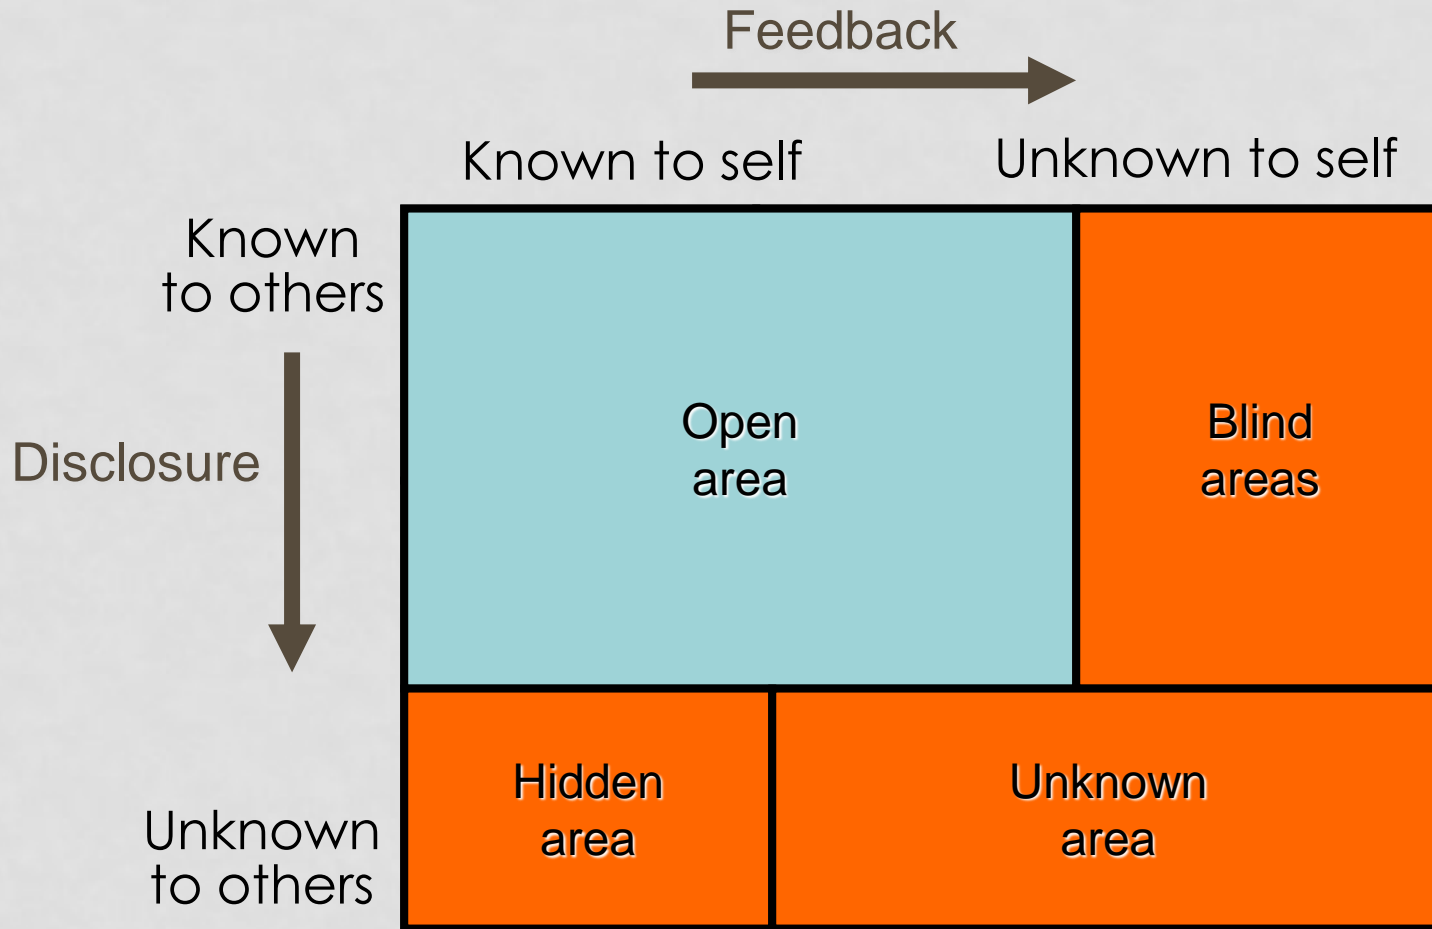 Feedback
Known to self
Unknown to self
Known
to others
Disclosure
Open
area
Blind
areas
Hidden
area
Unknown
area
Unknown
to others